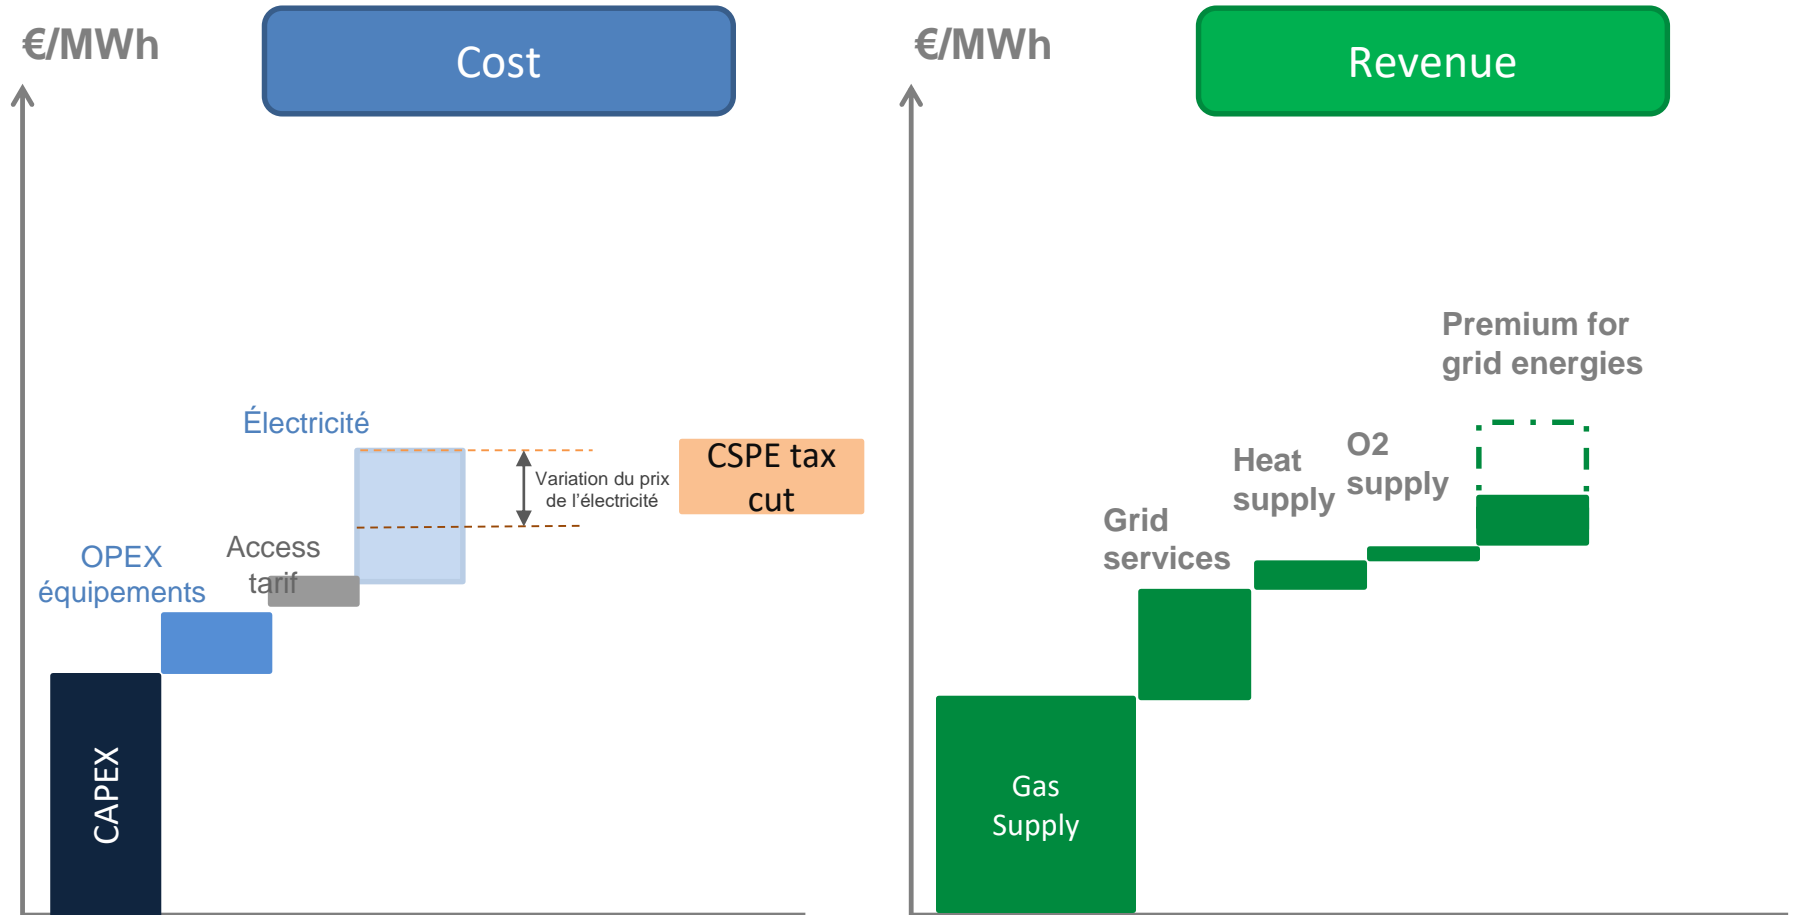 €/MWh
Cost
Électricité
Variation du prix
de l'électricité
CSPE tax
cut
Access
tarif
OPEX
équipements
CAPEX
€/MWh
Revenue
Premium for
grid energies
O2
supply
Heat
supply
Grid
services
Gas
Supply